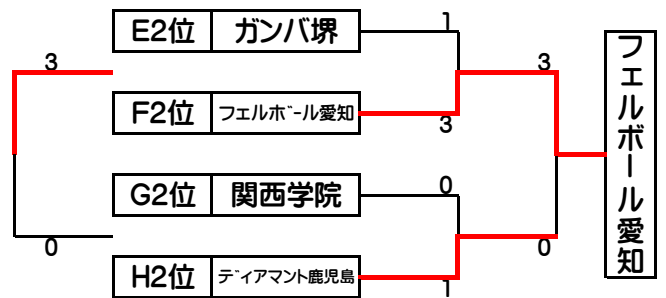 E2位 ガンバ堺 1
3 3
F2位 フェルボール愛知 3
G2位 関西学院 0
0 0
H2位 ディアマント鹿児島 1
フェルボール愛知